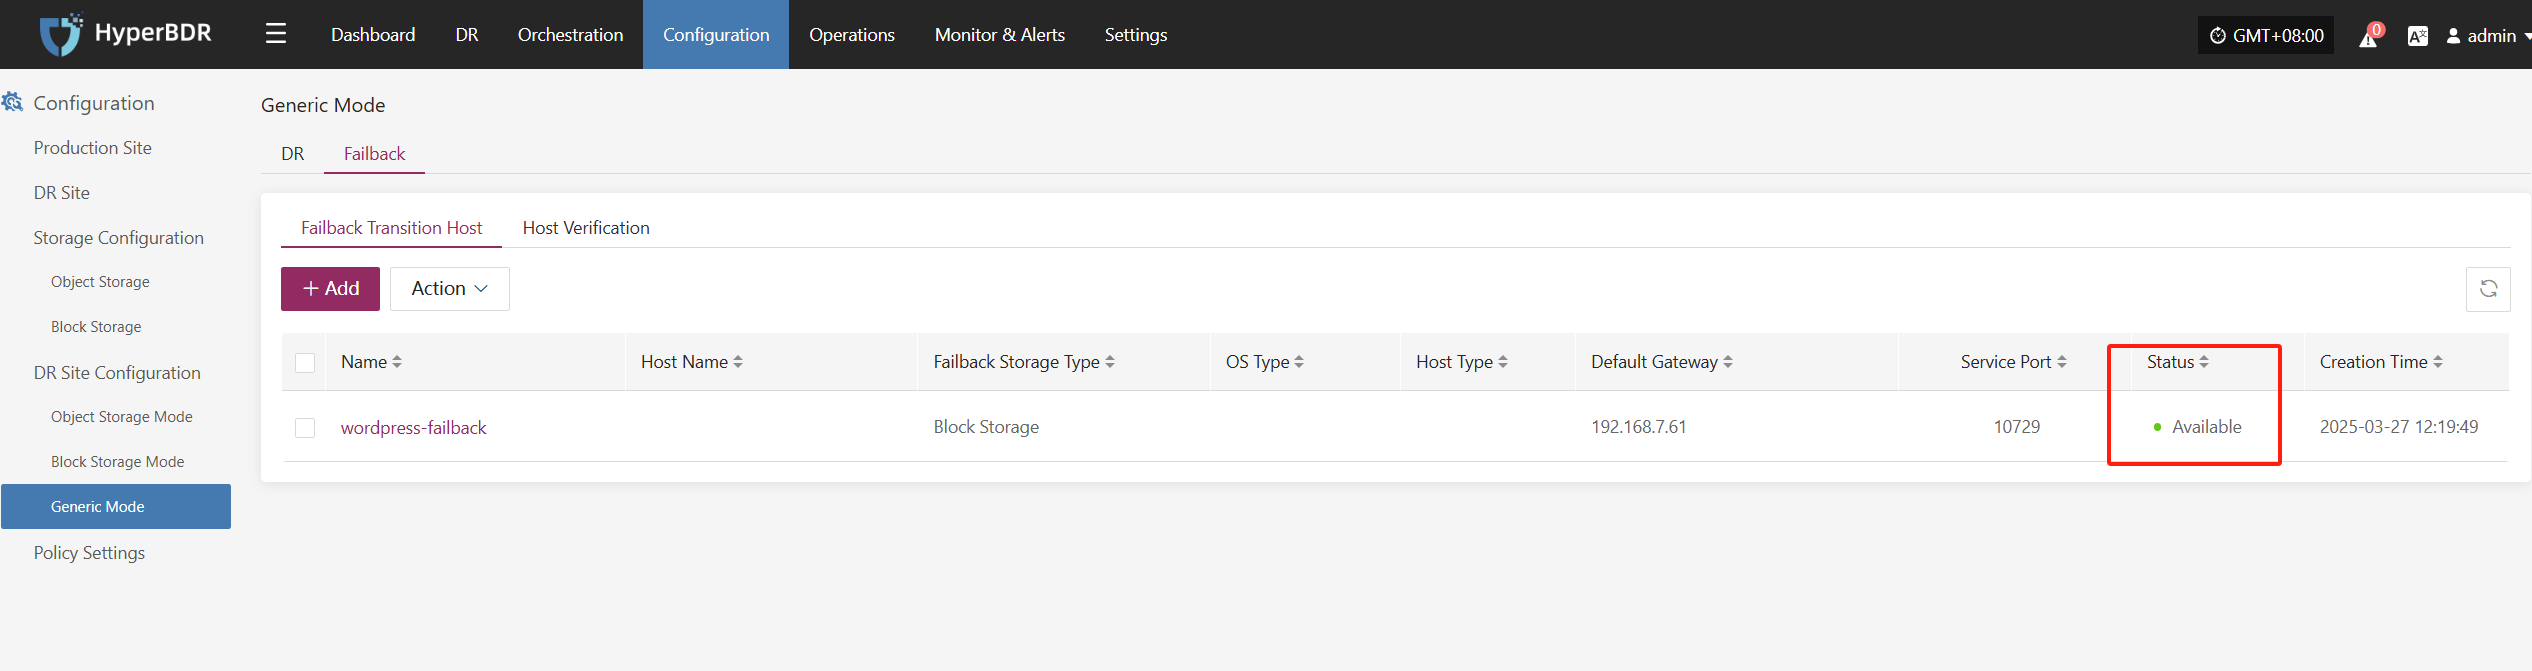 HyperBDR
Dashboard DR Orchestration Configuration Operations Monitor & Alerts Settings
GMT+08:00 0 admin
Configuration
Production Site
DR Site
Storage Configuration
Object Storage
Block Storage
DR Site Configuration
Object Storage Mode
Block Storage Mode
Generic Mode
Policy Settings
Generic Mode
DR Failback
Failback Transition Host Host Verification
+ Add Action
Name Host Name Failback Storage Type OS Type Host Type Default Gateway Service Port Status Creation Time
wordpress-failback Block Storage 192.168.7.61 10729 Available 2025-03-27 12:19:49